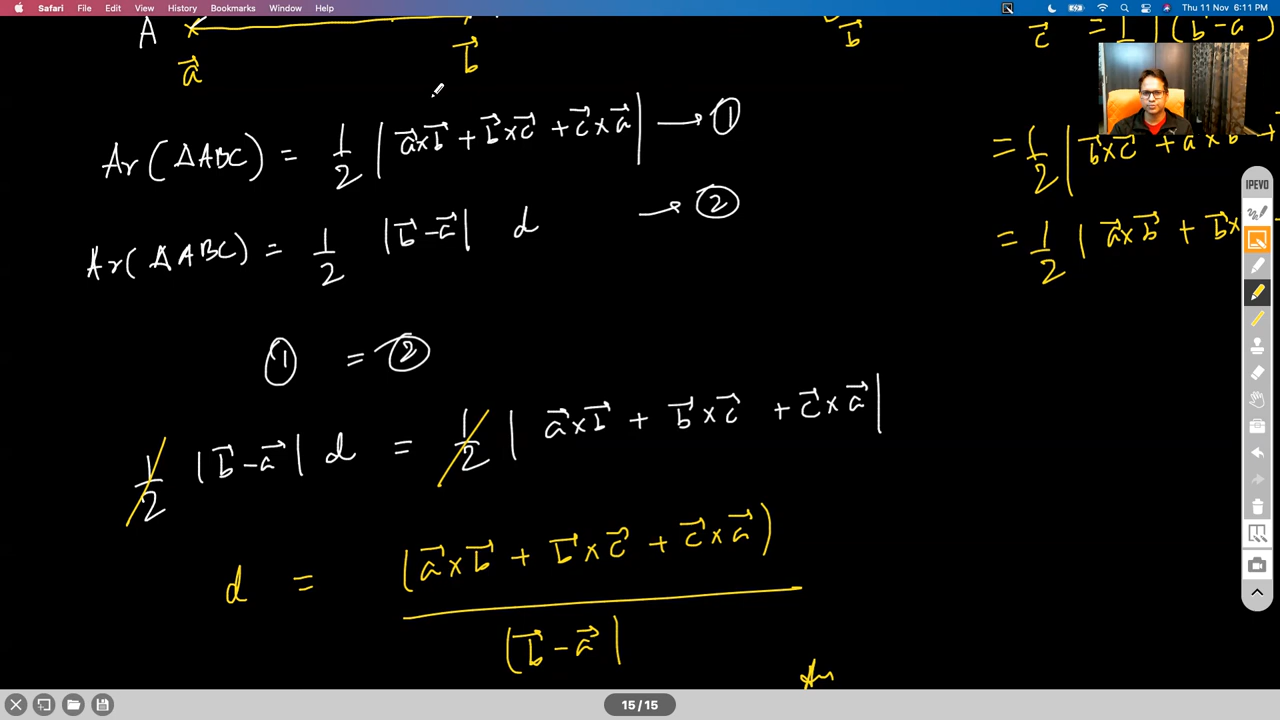 Safari File Edit View History Bookmarks Window Help Thu 11 Nov 6:11 PM
A
a⃗
b⃗
b⃗
c⃗
= 1 |(b⃗-a⃗
Ar(ΔABC) = 1/2 |a⃗×b⃗ + b⃗×c⃗ + c⃗×a⃗| → ①
= 1/2 |b⃗×c⃗ + a × b +
Ar(ΔABC) = 1/2 |b⃗-a⃗| d → ②
= 1/2 | a⃗×b⃗ + b⃗×
① = ②
1/2 |b⃗-a⃗| d = 1/2 | a⃗×b⃗ + b⃗×c⃗ + c⃗×a⃗|
d = (a⃗×b⃗ + b⃗×c⃗ + c⃗×a⃗) / |b⃗-a⃗|
IPEVO
15/15